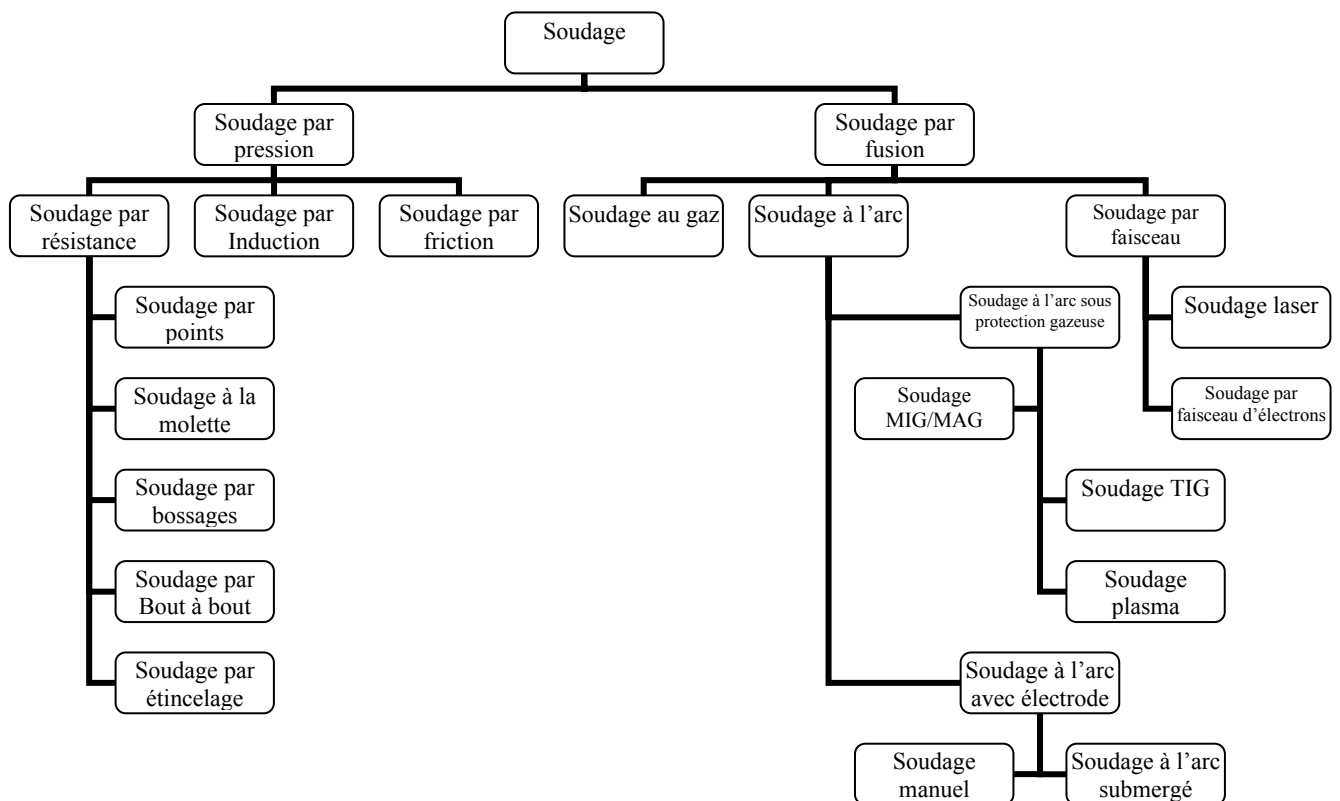 Soudage
Soudage par
pression
Soudage par
fusion
Soudage par
résistance
Soudage par
Induction
Soudage par
friction
Soudage au gaz
Soudage à l’arc
Soudage par
faisceau
Soudage par
points
Soudage à la
molette
Soudage par
bossages
Soudage par
Bout à bout
Soudage par
étincelage
Soudage à l’arc sous
protection gazeuse
Soudage
MIG/MAG
Soudage TIG
Soudage
plasma
Soudage à l’arc
avec électrode
Soudage
manuel
Soudage à l’arc
submergé
Soudage laser
Soudage par
faisceau d’électrons